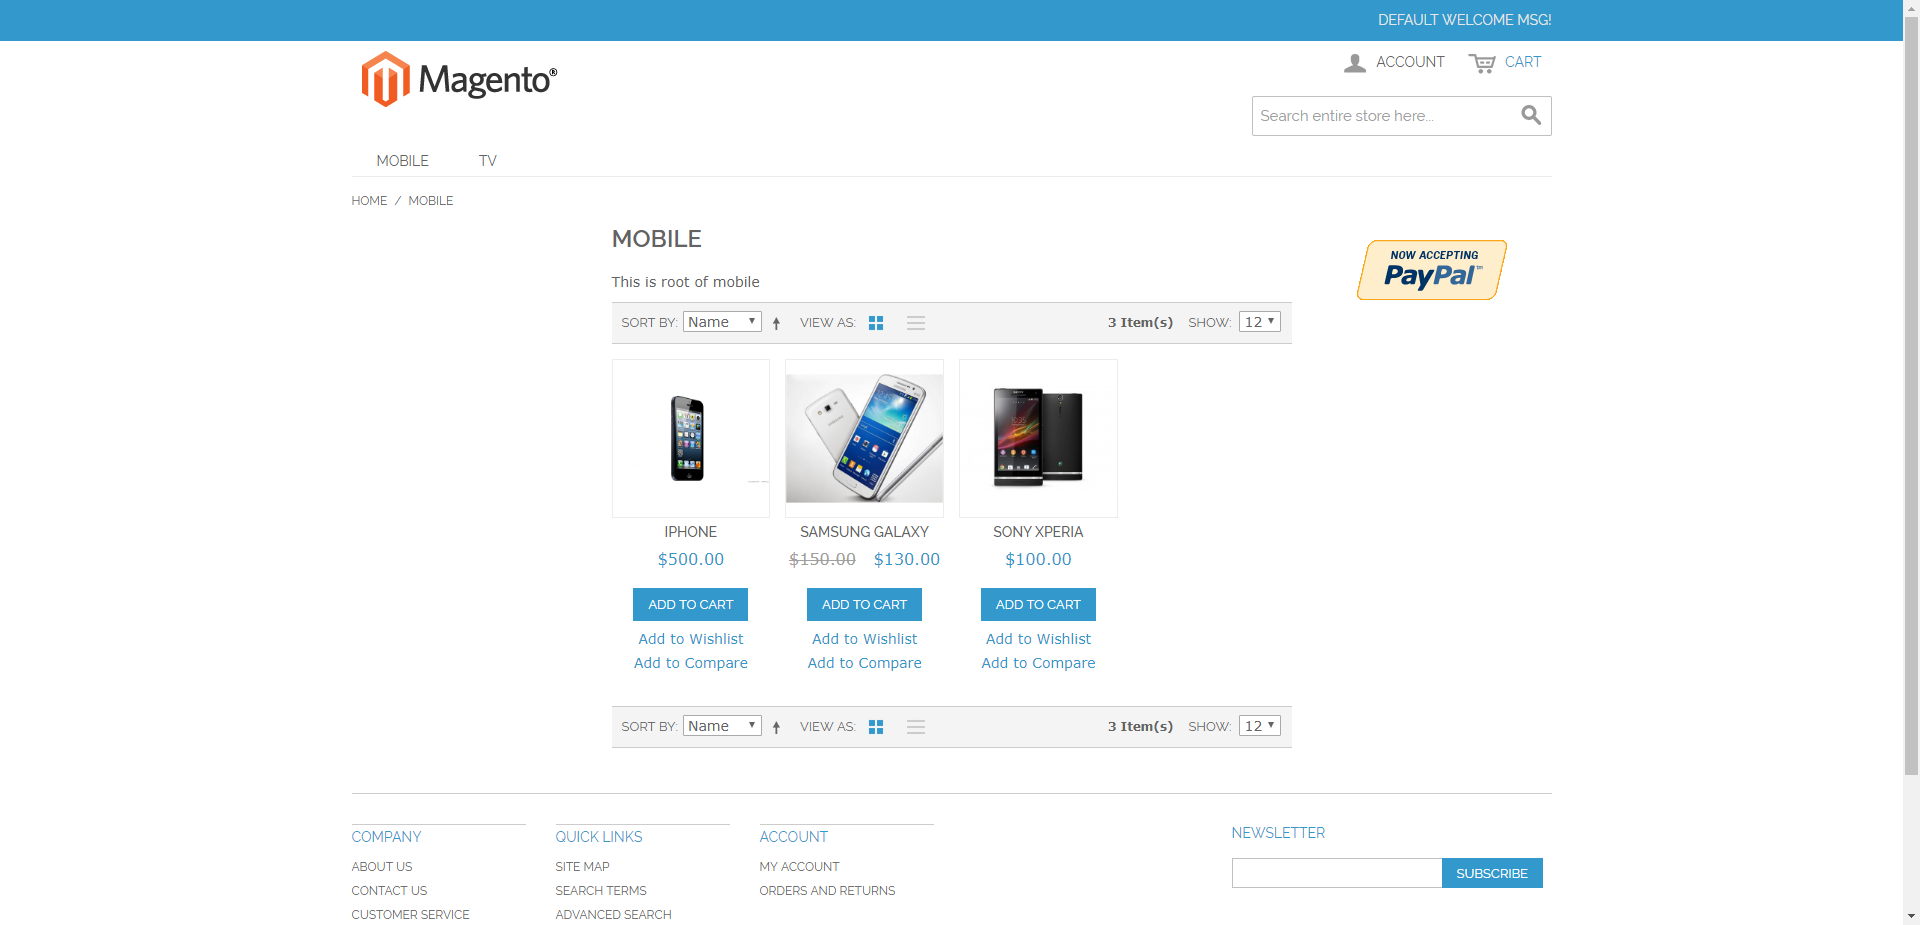 DEFAULT WELCOME MSG!
Magento®
ACCOUNT CART
Search entire store here...
MOBILE TV
HOME / MOBILE
MOBILE
NOW ACCEPTING
PayPal™
This is root of mobile
SORT BY: Name VIEW AS: 3 Item(s) SHOW: 12
IPHONE SAMSUNG GALAXY SONY XPERIA
$500.00 $150.00 $130.00 $100.00
ADD TO CART ADD TO CART ADD TO CART
Add to Wishlist Add to Wishlist Add to Wishlist
Add to Compare Add to Compare Add to Compare
SORT BY: Name VIEW AS: 3 Item(s) SHOW: 12
COMPANY QUICK LINKS ACCOUNT NEWSLETTER
ABOUT US SITE MAP MY ACCOUNT SUBSCRIBE
CONTACT US SEARCH TERMS ORDERS AND RETURNS
CUSTOMER SERVICE ADVANCED SEARCH